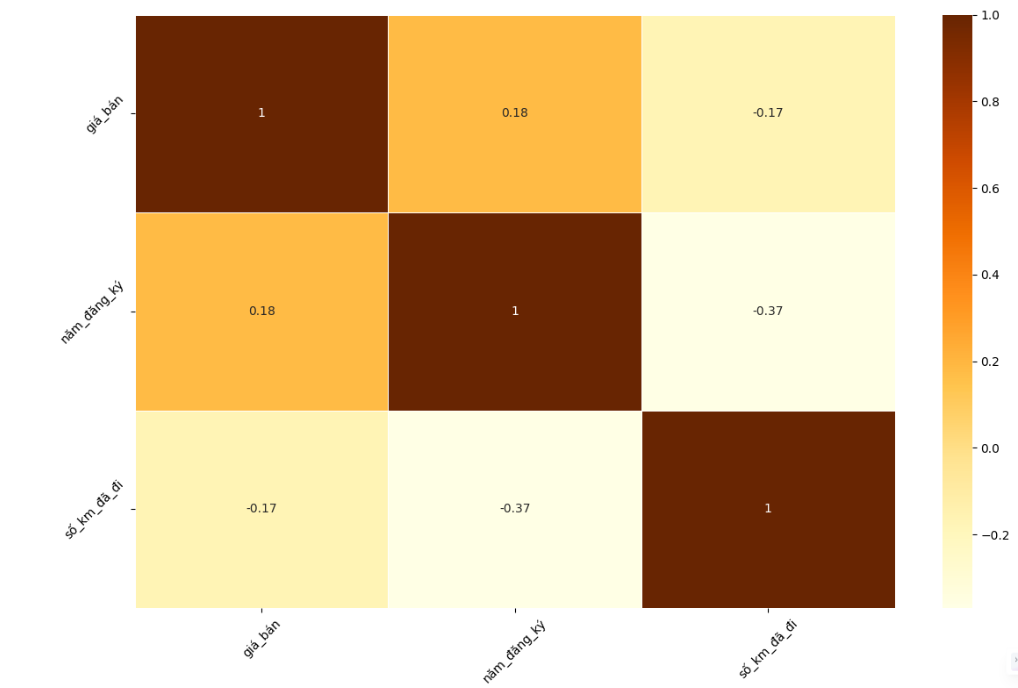 1.0
giá_bán
1 0.18 -0.17
0.8
0.6
năm_đăng_ký
0.18 1 -0.37
0.4
0.2
0.0
số_km_đã_đi
-0.17 -0.37 1
−0.2
giá_bán năm_đăng_ký số_km_đã_đi